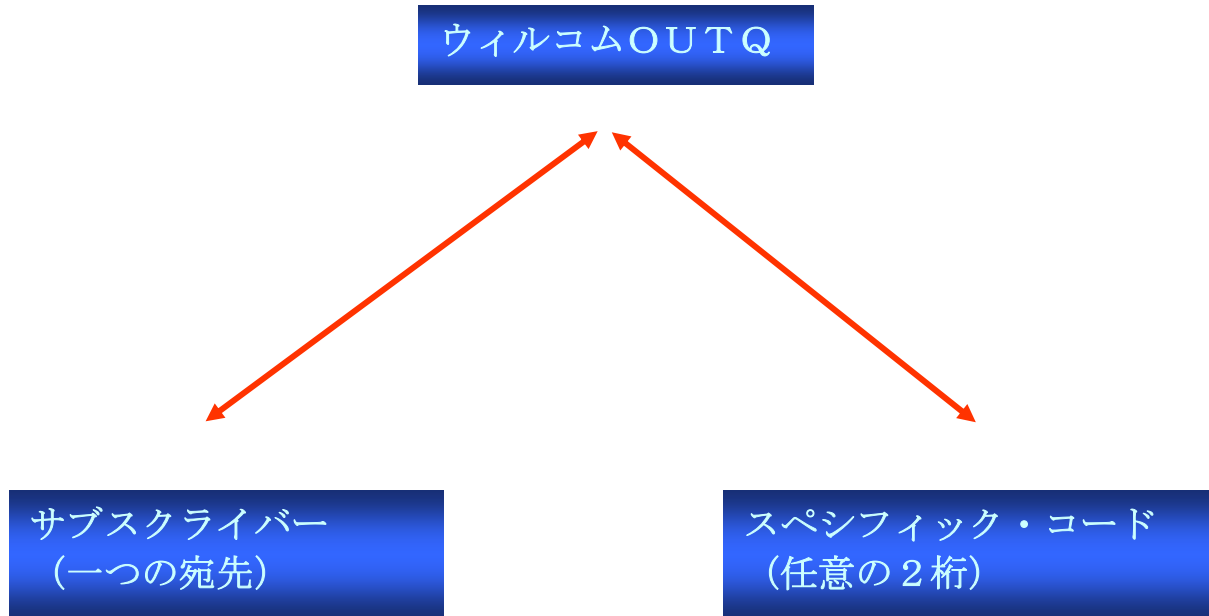 ウィルコムＯＵＴＱ
サブスクライバー
（一つの宛先）
スペシフィック・コード
（任意の２桁）